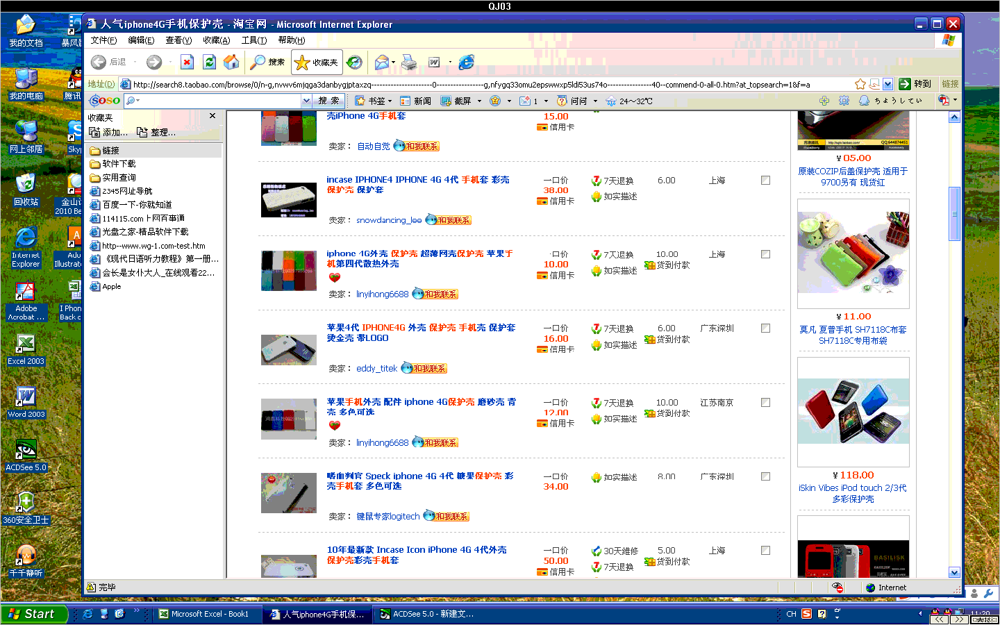 QJ03
人气iphone4G手机保护壳 - 淘宝网 - Microsoft Internet Explorer
文件(F) 编辑(E) 查看(V) 收藏(A) 工具(T) 帮助(H)
后退 搜索 收藏夹
地址(D) http://search8.taobao.com/browse/0/n-g,nvwv6mjqga3danbygjptaxzq----------------------0----------------g,nfygq33omu2epswwxp5ldi53us74o---------------40--commend-0-all-0.htm?at_topsearch=1&f=a 转到 链接
SOSO 搜 索 书签 新闻 截屏 1 问问 24～32℃ ちょうしてい
我的文档
我的电脑
腾讯
网上邻居
Skyp
回收站
金山词
2010 Be
Internet
Explorer
Ado
Illustrat
Adobe
Acrobat ...
I Phon
Back c
Excel 2003
Word 2003
ACDSee 5.0
360安全卫士
千千静听
收藏夹
添加... 整理...
链接
软件下载
实用查询
2345网址导航
百度一下-你就知道
114115.com上网百事通
光盘之家-精品软件下载
http--www.wg-1.com-test.htm
《现代日语听力教程》第一册...
会长是女仆大人_在线观看22...
Apple
壳iPhone 4G手机套 15.00
信用卡
卖家： 自动自觉 和我联系
incase IPHONE4 IPHONE 4G 4代 手机套 彩壳 一口价 7天退换 6.00 上海
保护壳 保护套 38.00
信用卡 如实描述
卖家： snowdancing_lee 和我联系
iphone 4G外壳 保护壳 超薄网壳保护壳 苹果手 一口价 7天退换 10.00 上海
机第四代散热外壳 10.00 货到付款
信用卡 如实描述
卖家： linyihong6688 和我联系
苹果4代 IPHONE4G 外壳 保护壳 手机壳 保护套 一口价 7天退换 6.00 广东深圳
烫金壳 带LOGO 16.00 如实描述 货到付款
信用卡
卖家： eddy_titek 和我联系
苹果手机外壳 配件 iphone 4G保护壳 磨砂壳 背 一口价 7天退换 10.00 江苏南京
壳 多色可选 12.00 货到付款
信用卡 如实描述
卖家： linyihong6688 和我联系
嗜血判官 Speck iphone 4G 4代 糖果保护壳 彩 一口价 如实描述 8.00 广东深圳
壳手机套 多色可选 34.00
卖家： 键鼠专家logitech 和我联系
10年最新款 Incase Icon iPhone 4G 4代外壳 一口价 30天维修 5.00 上海
保护壳彩壳手机套 50.00 货到付款
信用卡 7天退换
QQ:644874451
¥ 05.00
原装COZIP后盖保护壳 适用于
9700另有 现货红
¥ 11.00
莫凡 夏普手机 SH7118C布套
SH7118C专用布袋
¥ 118.00
iSkin Vibes iPod touch 2/3代
多彩保护壳
BASILISK
完毕 Internet
Start Microsoft Excel - Book1 人气iphone4G手机保... ACDSee 5.0 - 新建文... CH 11:20
<< >>